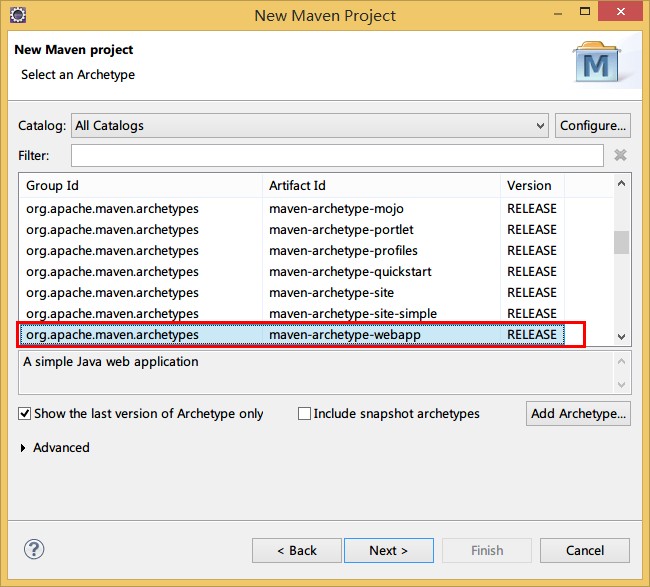 New Maven Project
New Maven project
Select an Archetype
M
Catalog: All Catalogs Configure...
Filter:
Group Id Artifact Id Version
org.apache.maven.archetypes maven-archetype-mojo RELEASE
org.apache.maven.archetypes maven-archetype-portlet RELEASE
org.apache.maven.archetypes maven-archetype-profiles RELEASE
org.apache.maven.archetypes maven-archetype-quickstart RELEASE
org.apache.maven.archetypes maven-archetype-site RELEASE
org.apache.maven.archetypes maven-archetype-site-simple RELEASE
org.apache.maven.archetypes maven-archetype-webapp RELEASE
A simple Java web application
Show the last version of Archetype only Include snapshot archetypes Add Archetype...
Advanced
? < Back Next > Finish Cancel